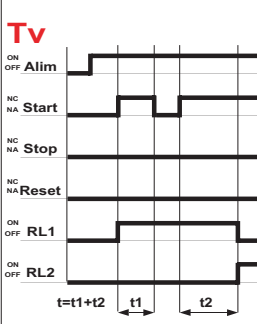 Tv
ON
OFF Alim
NC
NA Start
NC
NA Stop
NC
NA Reset
ON
OFF RL1
ON
OFF RL2
t=t1+t2 t1 t2